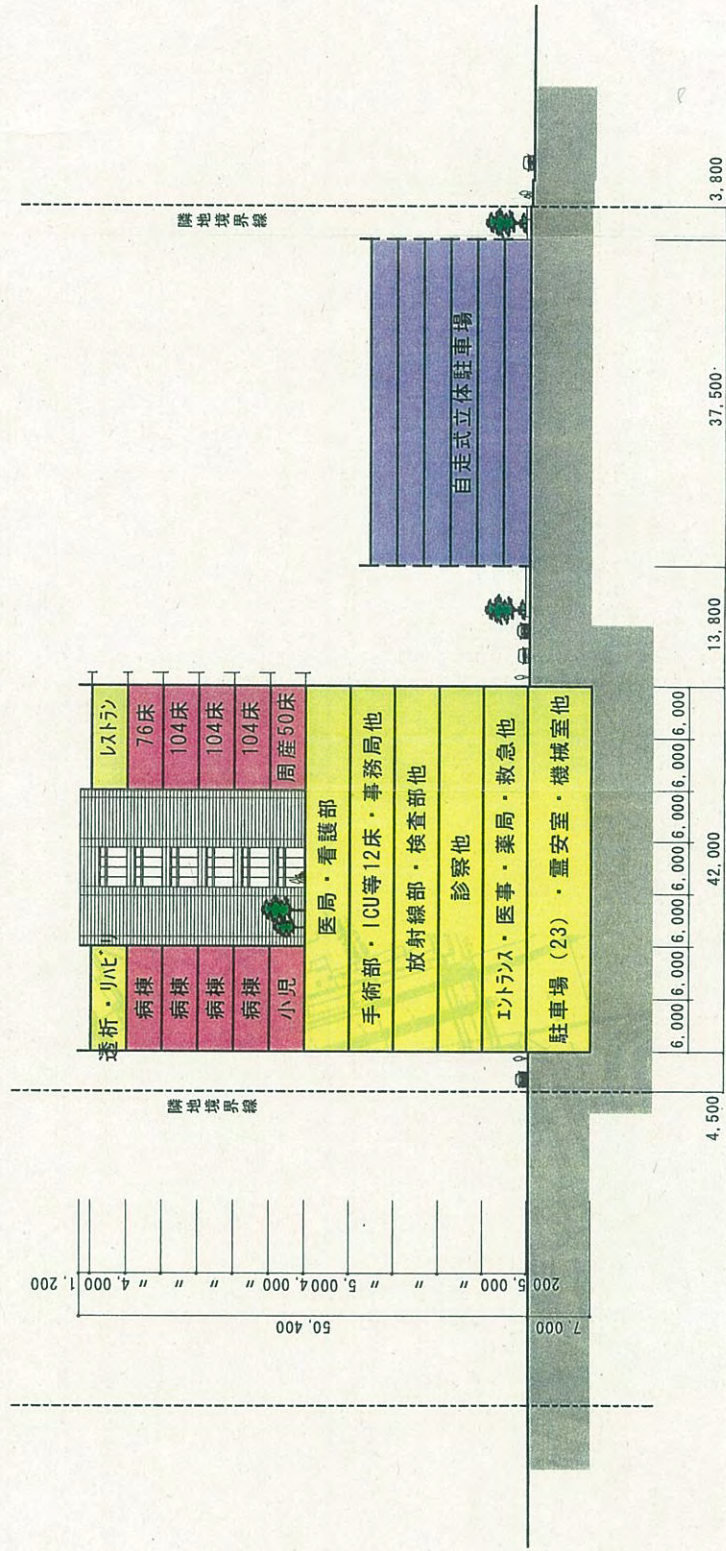 隣地境界線
隣地境界線
透析・リハビリ
レストラン
病棟
76床
病棟
104床
病棟
104床
病棟
104床
小児
周産50床
医局・看護部
手術部・ICU等12床・事務局他
放射線部・検査部他
診察他
エントランス・医事・薬局・救急他
駐車場（23）・霊安室・機械室他
自走式立体駐車場
1,200
4,000
4,000
〃
〃
〃
〃
4,000
5,000
〃
〃
〃
5,000
200
50,400
7,000
6,000 6,000 6,000 6,000 6,000 6,000 6,000
4,500
42,000
13,800
37,500
3,800